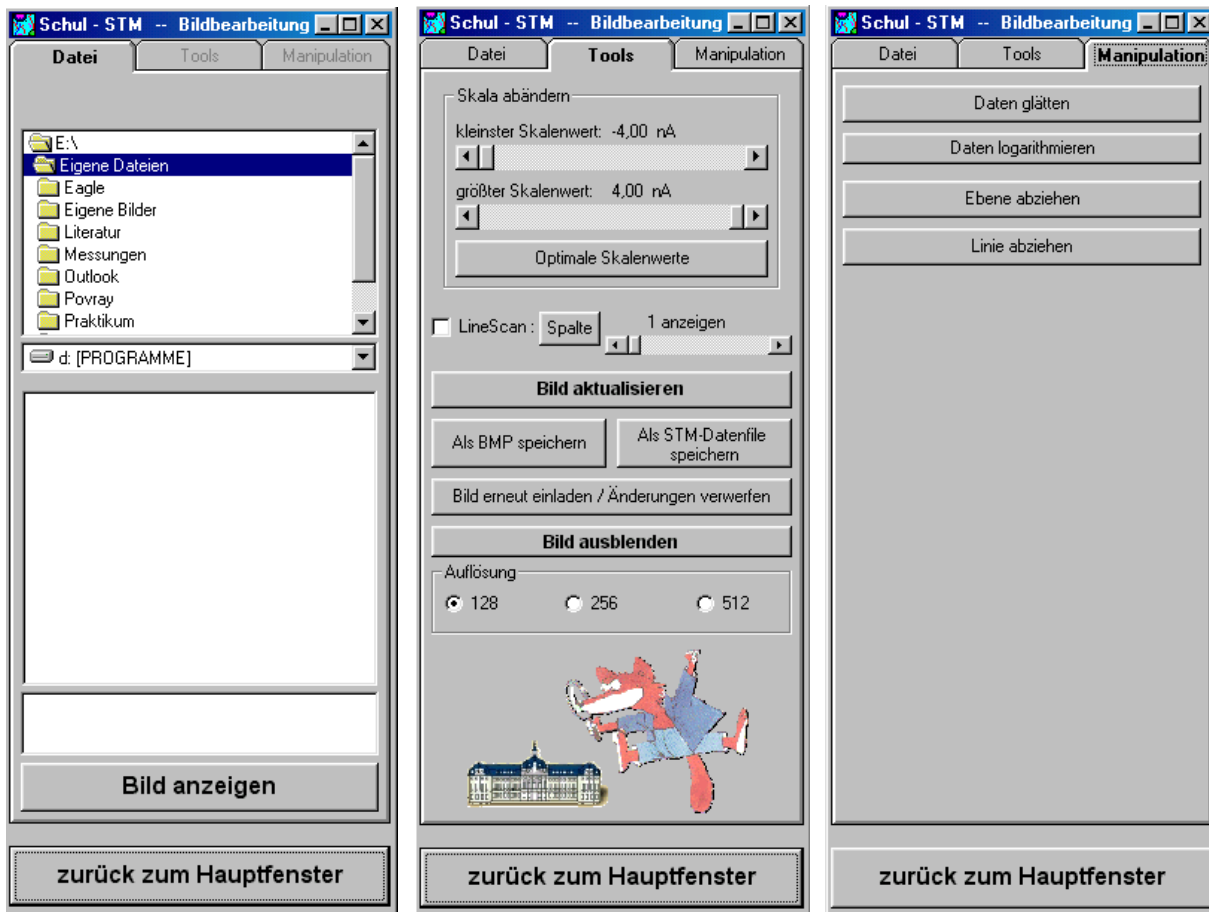 Schul - STM -- Bildbearbeitung
Datei Tools Manipulation
E:\
Eigene Dateien
Eagle
Eigene Bilder
Literatur
Messungen
Outlook
Povray
Praktikum
d: [PROGRAMME]
Bild anzeigen
zurück zum Hauptfenster
Schul - STM -- Bildbearbeitung
Datei Tools Manipulation
Skala abändern
kleinster Skalenwert: -4,00 nA
größter Skalenwert: 4,00 nA
Optimale Skalenwerte
LineScan : Spalte 1 anzeigen
Bild aktualisieren
Als BMP speichern
Als STM-Datenfile
speichern
Bild erneut einladen / Änderungen verwerfen
Bild ausblenden
Auflösung
128 256 512
zurück zum Hauptfenster
Schul - STM -- Bildbearbeitung
Datei Tools Manipulation
Daten glätten
Daten logarithmieren
Ebene abziehen
Linie abziehen
zurück zum Hauptfenster